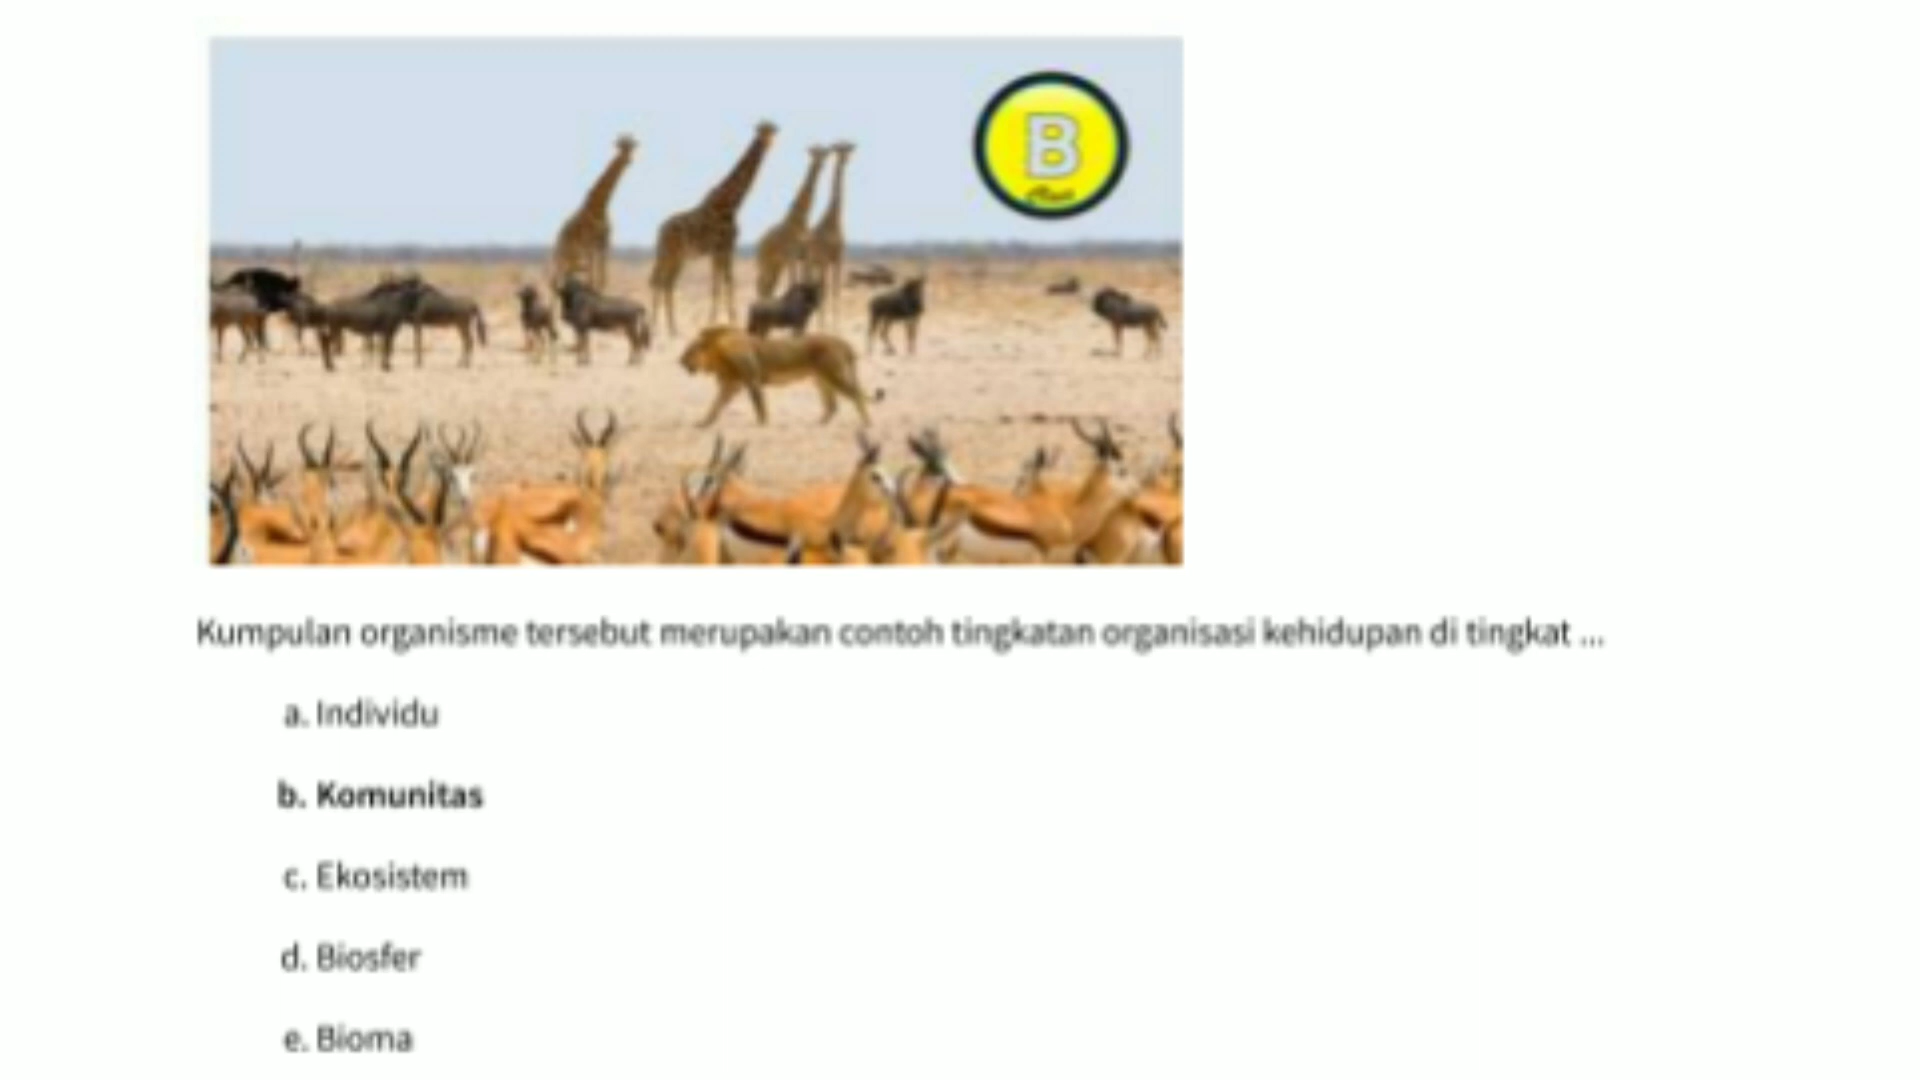 B
Kumpulan organisme tersebut merupakan contoh tingkatan organisasi kehidupan di tingkat ...
a. Individu
b. Komunitas
c. Ekosistem
d. Biosfer
e. Bioma